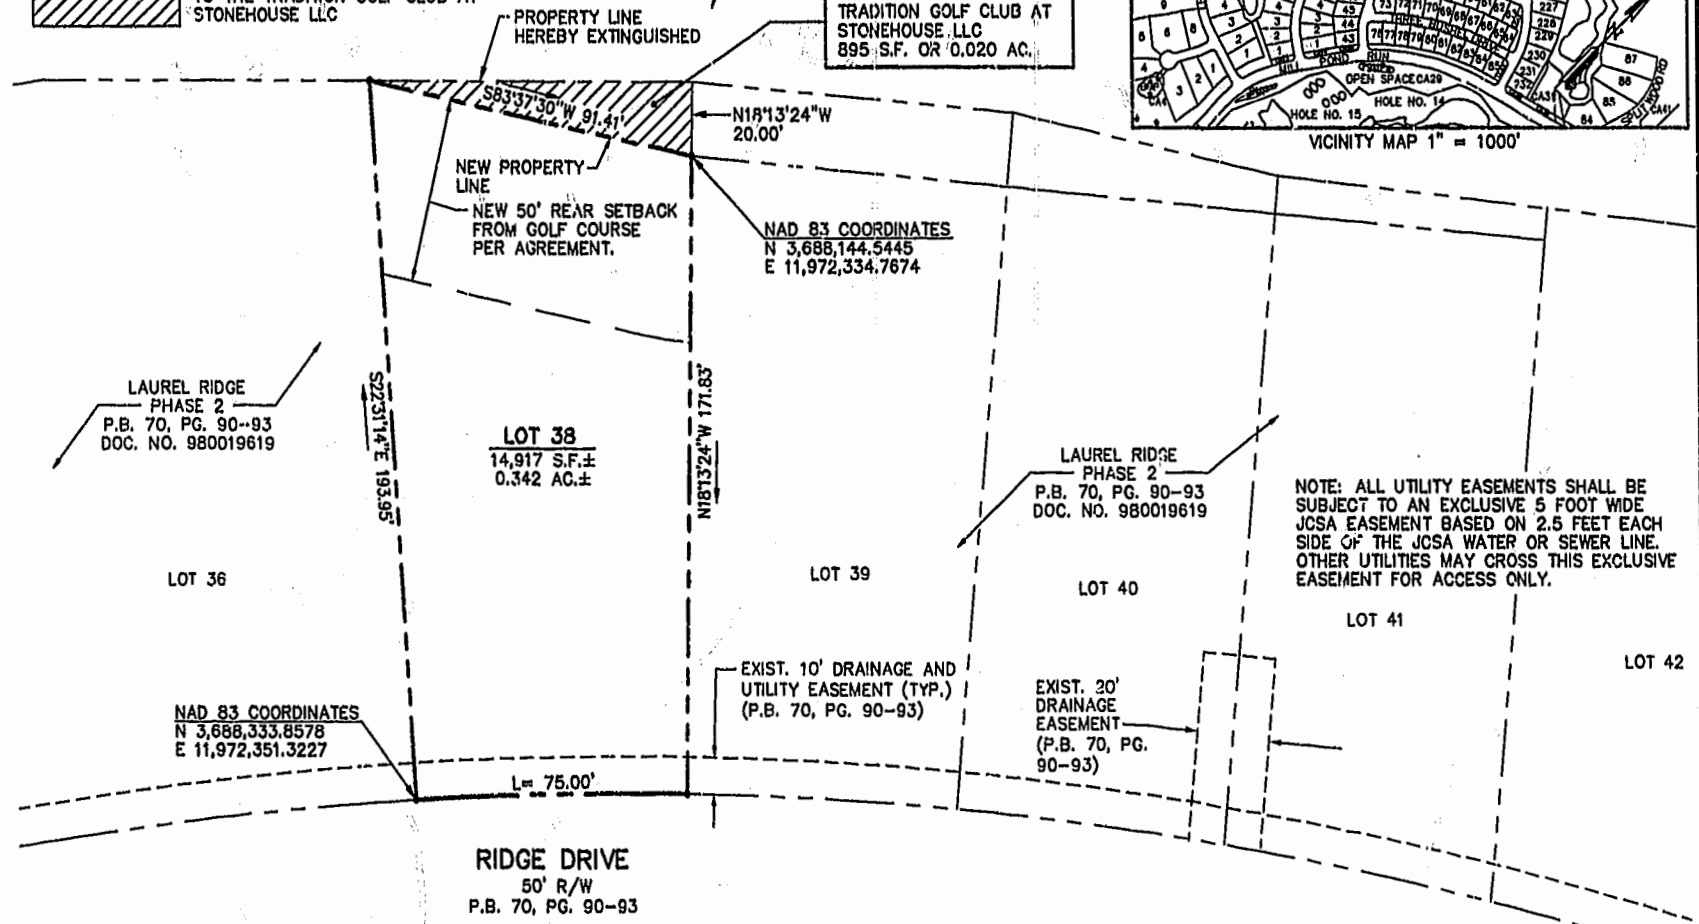 STONEHOUSE LLC
PROPERTY LINE
HEREBY EXTINGUISHED
TRADITION GOLF CLUB AT
STONEHOUSE LLC
895 S.F. OR 0.020 AC.
OPEN SPACE CA29
HOLE NO. 14
HOLE NO. 15
VICINITY MAP 1" = 1000'
S83°37'30"W 91.41'
N18°13'24"W
20.00'
NEW PROPERTY
LINE
NEW 50' REAR SETBACK
FROM GOLF COURSE
PER AGREEMENT.
NAD 83 COORDINATES
N 3,688,144.5445
E 11,972,334.7674
LAUREL RIDGE
PHASE 2
P.B. 70, PG. 90-93
DOC. NO. 980019619
S22°31'14"E 193.95'
LOT 38
14,917 S.F.±
0.342 AC.±
N18°13'24"W 171.83'
LAUREL RIDGE
PHASE 2
P.B. 70, PG. 90-93
DOC. NO. 980019619
NOTE: ALL UTILITY EASEMENTS SHALL BE
SUBJECT TO AN EXCLUSIVE 5 FOOT WIDE
JCSA EASEMENT BASED ON 2.5 FEET EACH
SIDE OF THE JCSA WATER OR SEWER LINE.
OTHER UTILITIES MAY CROSS THIS EXCLUSIVE
EASEMENT FOR ACCESS ONLY.
LOT 36
LOT 39
LOT 40
LOT 41
LOT 42
NAD 83 COORDINATES
N 3,688,333.8578
E 11,972,351.3227
EXIST. 10' DRAINAGE AND
UTILITY EASEMENT (TYP.)
(P.B. 70, PG. 90-93)
EXIST. 20'
DRAINAGE
EASEMENT
(P.B. 70, PG.
90-93)
L= 75.00'
RIDGE DRIVE
50' R/W
P.B. 70, PG. 90-93